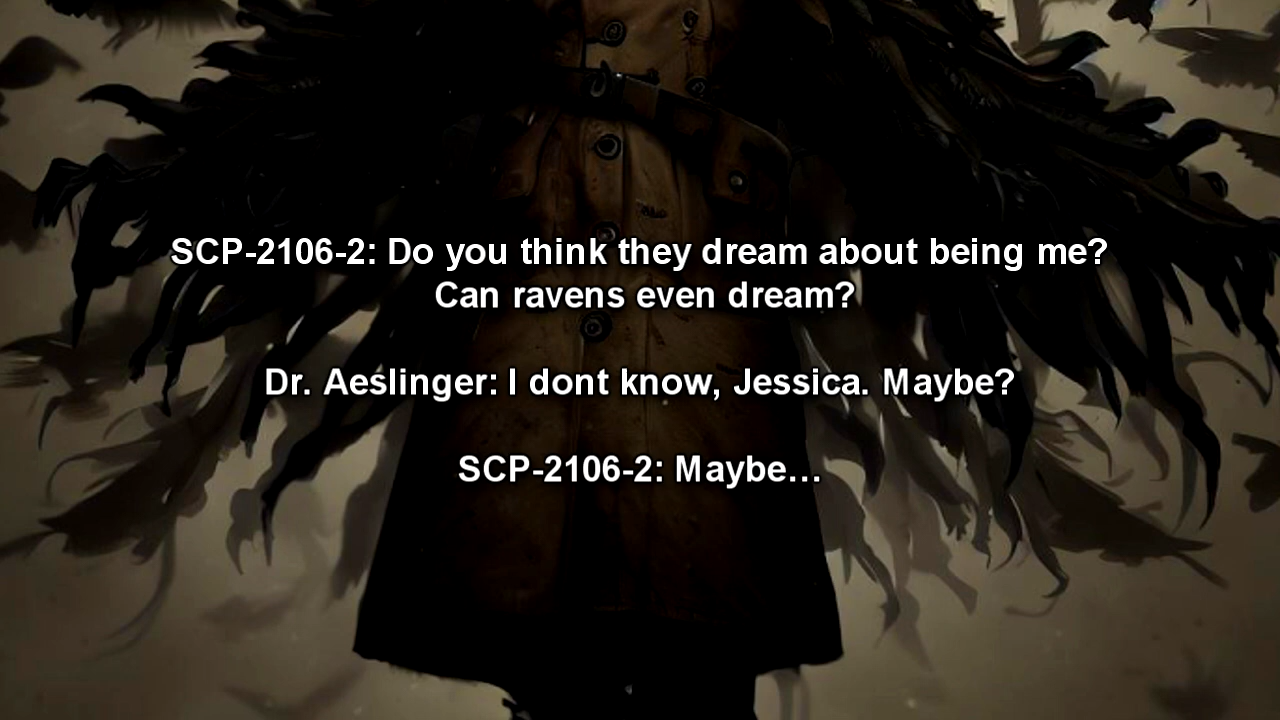 SCP-2106-2: Do you think they dream about being me?
Can ravens even dream?
Dr. Aeslinger: I dont know, Jessica. Maybe?
SCP-2106-2: Maybe...